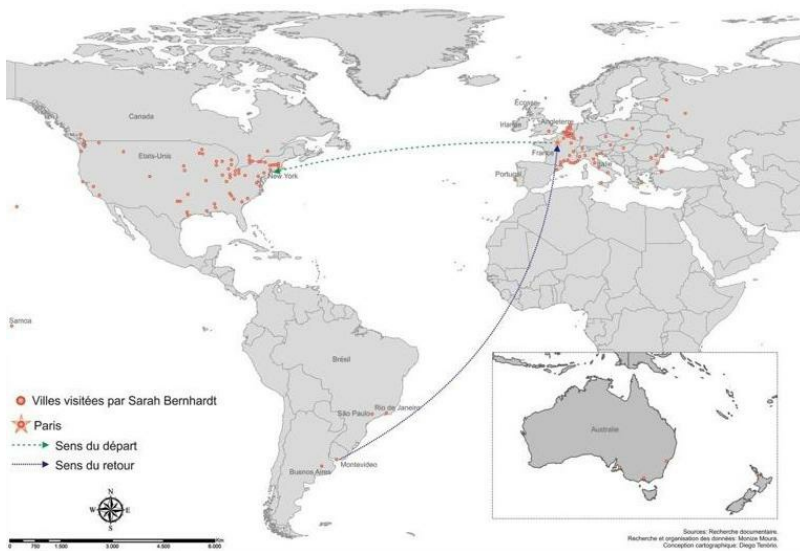 Canada
Etats-Unis
New York
Ecosse
Irlande
Angleterre
France
Italie
Portugal
Samoa
Brésil
São Paulo
Rio de Janeiro
Buenos Aires
Montevideo
Australie
Villes visitées par Sarah Bernhardt
Paris
Sens du départ
Sens du retour
N
W
E
S
0 750 1.500 3.000 4.500 6.000
Km
Sources: Recherche documentaire.
Recherche et organisation des données: Monize Moura.
Conception cartographique: Diego Tenório.